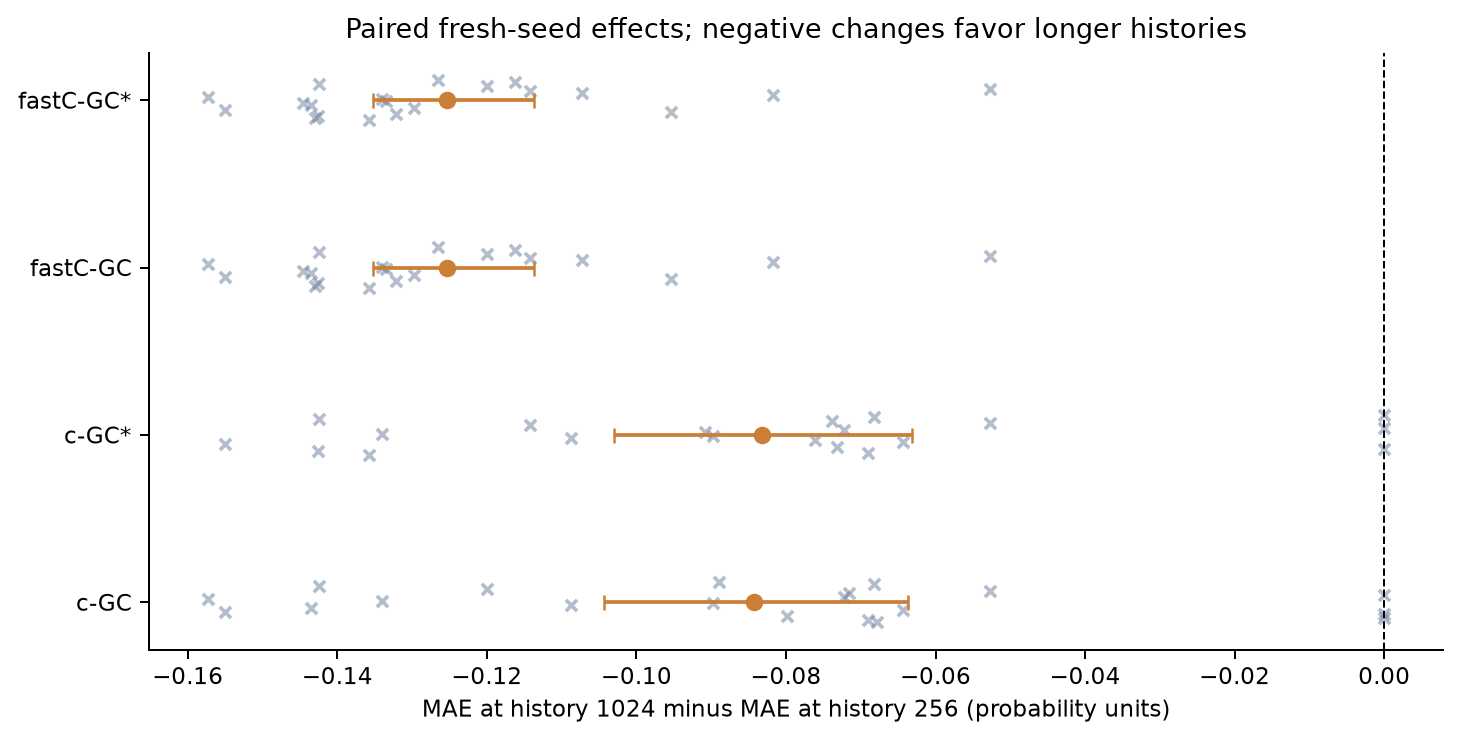 Paired fresh-seed effects; negative changes favor longer histories
fastC-GC*
fastC-GC
c-GC*
c-GC
−0.16 −0.14 −0.12 −0.10 −0.08 −0.06 −0.04 −0.02 0.00
MAE at history 1024 minus MAE at history 256 (probability units)